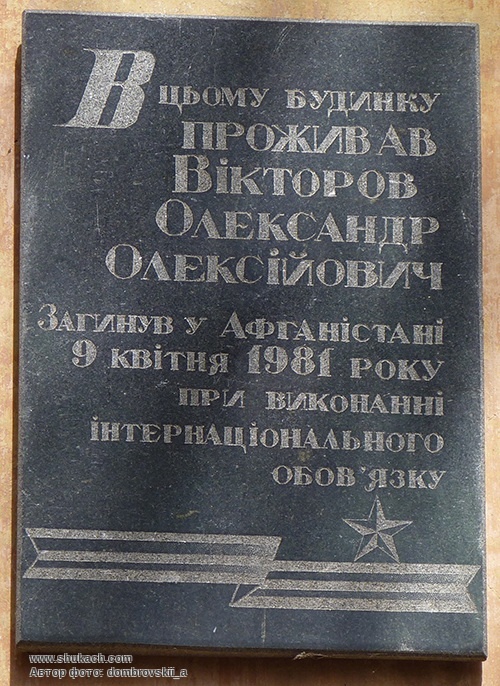 В цьому будинку
проживав
Вікторов
Олександр
Олексійович
Загинув у Афганістані
9 квітня 1981 року
при виконанні
інтернаціонального
обов'язку
www.shukach.com
Автор фото: dombrovskii_a